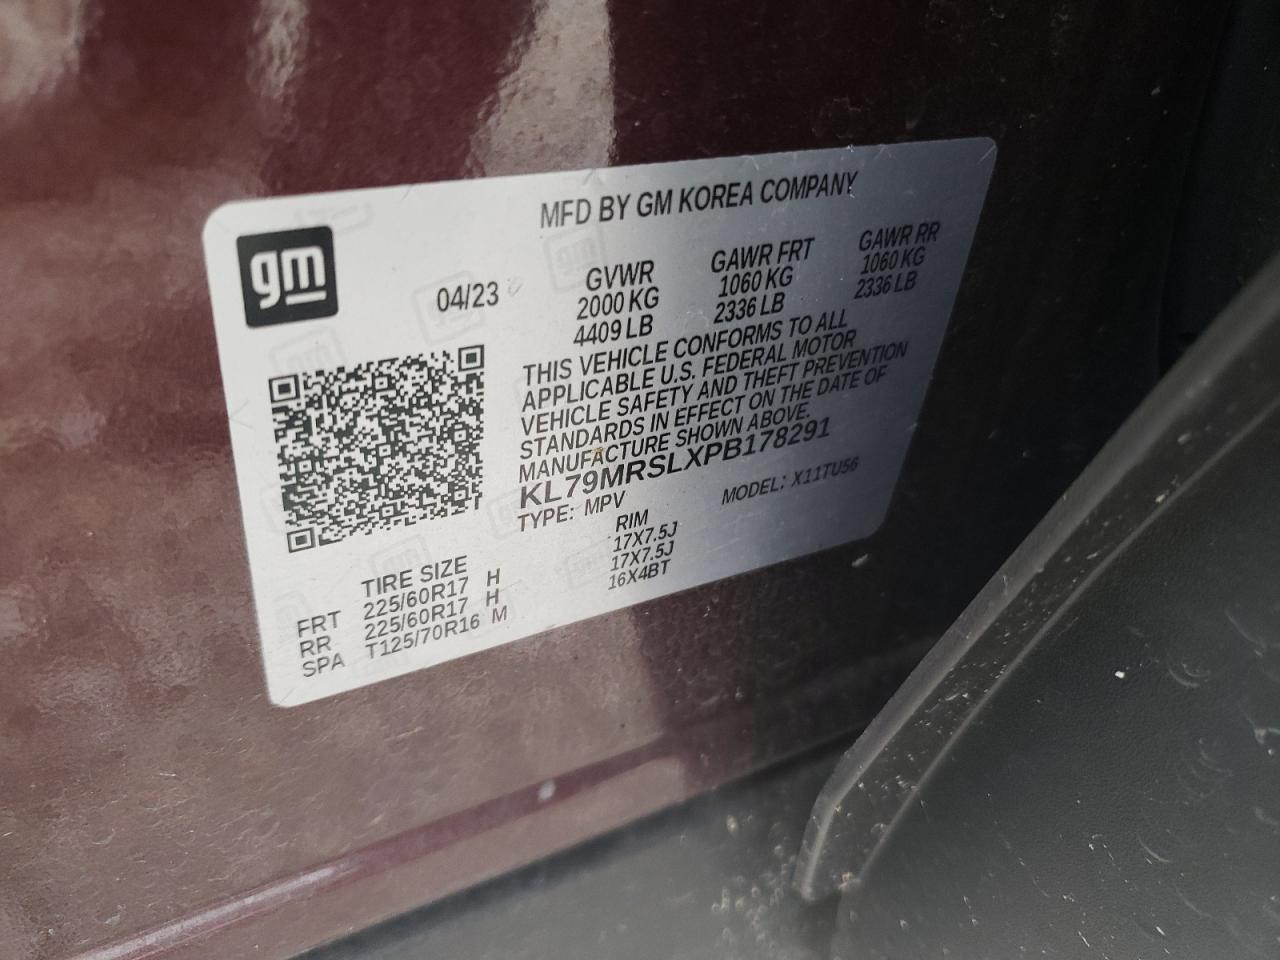 MFD BY GM KOREA COMPANY
gm
04/23
GVWR GAWR FRT GAWR RR
2000 KG 1060 KG 1060 KG
4409 LB 2336 LB 2336 LB
THIS VEHICLE CONFORMS TO ALL
APPLICABLE U.S. FEDERAL MOTOR
VEHICLE SAFETY AND THEFT PREVENTION
STANDARDS IN EFFECT ON THE DATE OF
MANUFACTURE SHOWN ABOVE.
KL79MRSLXPB178291
TYPE: MPV MODEL: X11TU56
TIRE SIZE RIM
FRT 225/60R17 H 17X7.5J
RR 225/60R17 H 17X7.5J
SPA T125/70R16 M 16X4BT